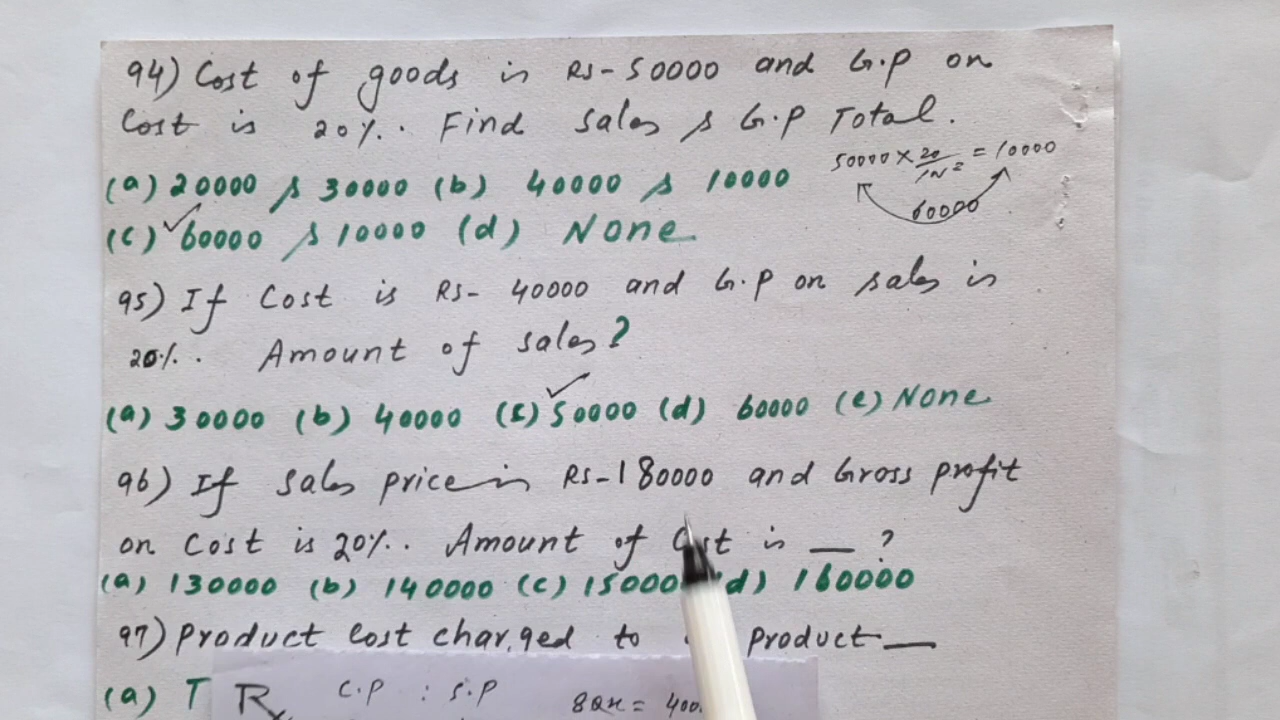 94) Cost of goods is Rs-50000 and G.P on
Cost is 20%. Find sales & G.P Total.
50000 × 20/100 = 10000
60000
(a) 20000 & 30000 (b) 40000 & 10000
(c) 60000 & 10000 (d) None
95) If Cost is Rs- 40000 and G.P on sales is
20%. Amount of sales?
(a) 30000 (b) 40000 (c) 50000 (d) 60000 (e) None
96) If sales price is Rs-180000 and Gross profit
on Cost is 20%. Amount of Cost is __ ?
(a) 130000 (b) 140000 (c) 15000 d) 160000
97) Product Cost charged to product __
(a) T
C.P : S.P